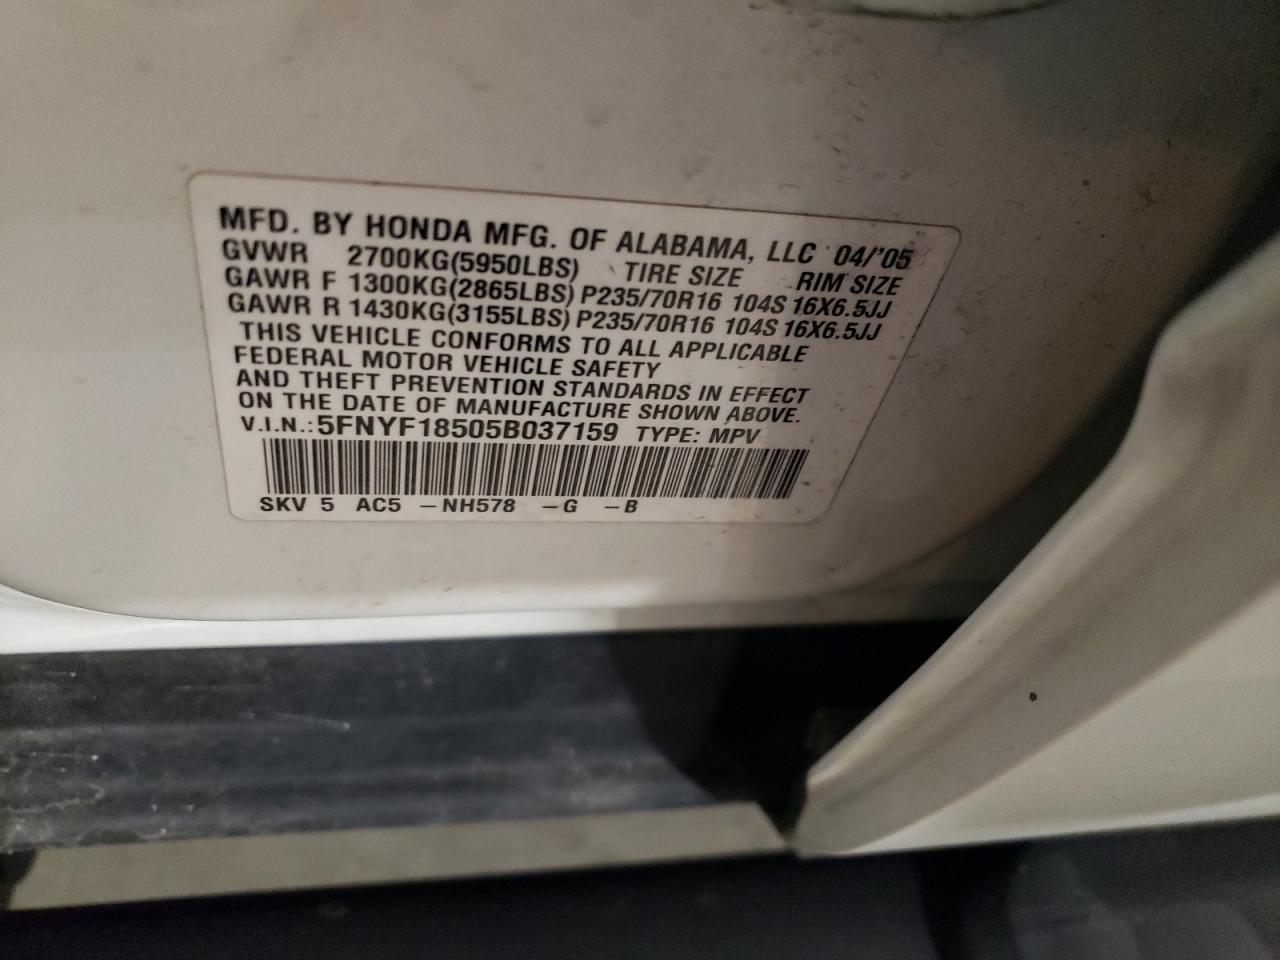 MFD. BY HONDA MFG. OF ALABAMA, LLC 04/'05
GVWR 2700KG(5950LBS) TIRE SIZE RIM SIZE
GAWR F 1300KG(2865LBS) P235/70R16 104S 16X6.5JJ
GAWR R 1430KG(3155LBS) P235/70R16 104S 16X6.5JJ
THIS VEHICLE CONFORMS TO ALL APPLICABLE
FEDERAL MOTOR VEHICLE SAFETY
AND THEFT PREVENTION STANDARDS IN EFFECT
ON THE DATE OF MANUFACTURE SHOWN ABOVE.
V.I.N.:5FNYF18505B037159 TYPE: MPV
SKV 5 AC5 –NH578 –G –B